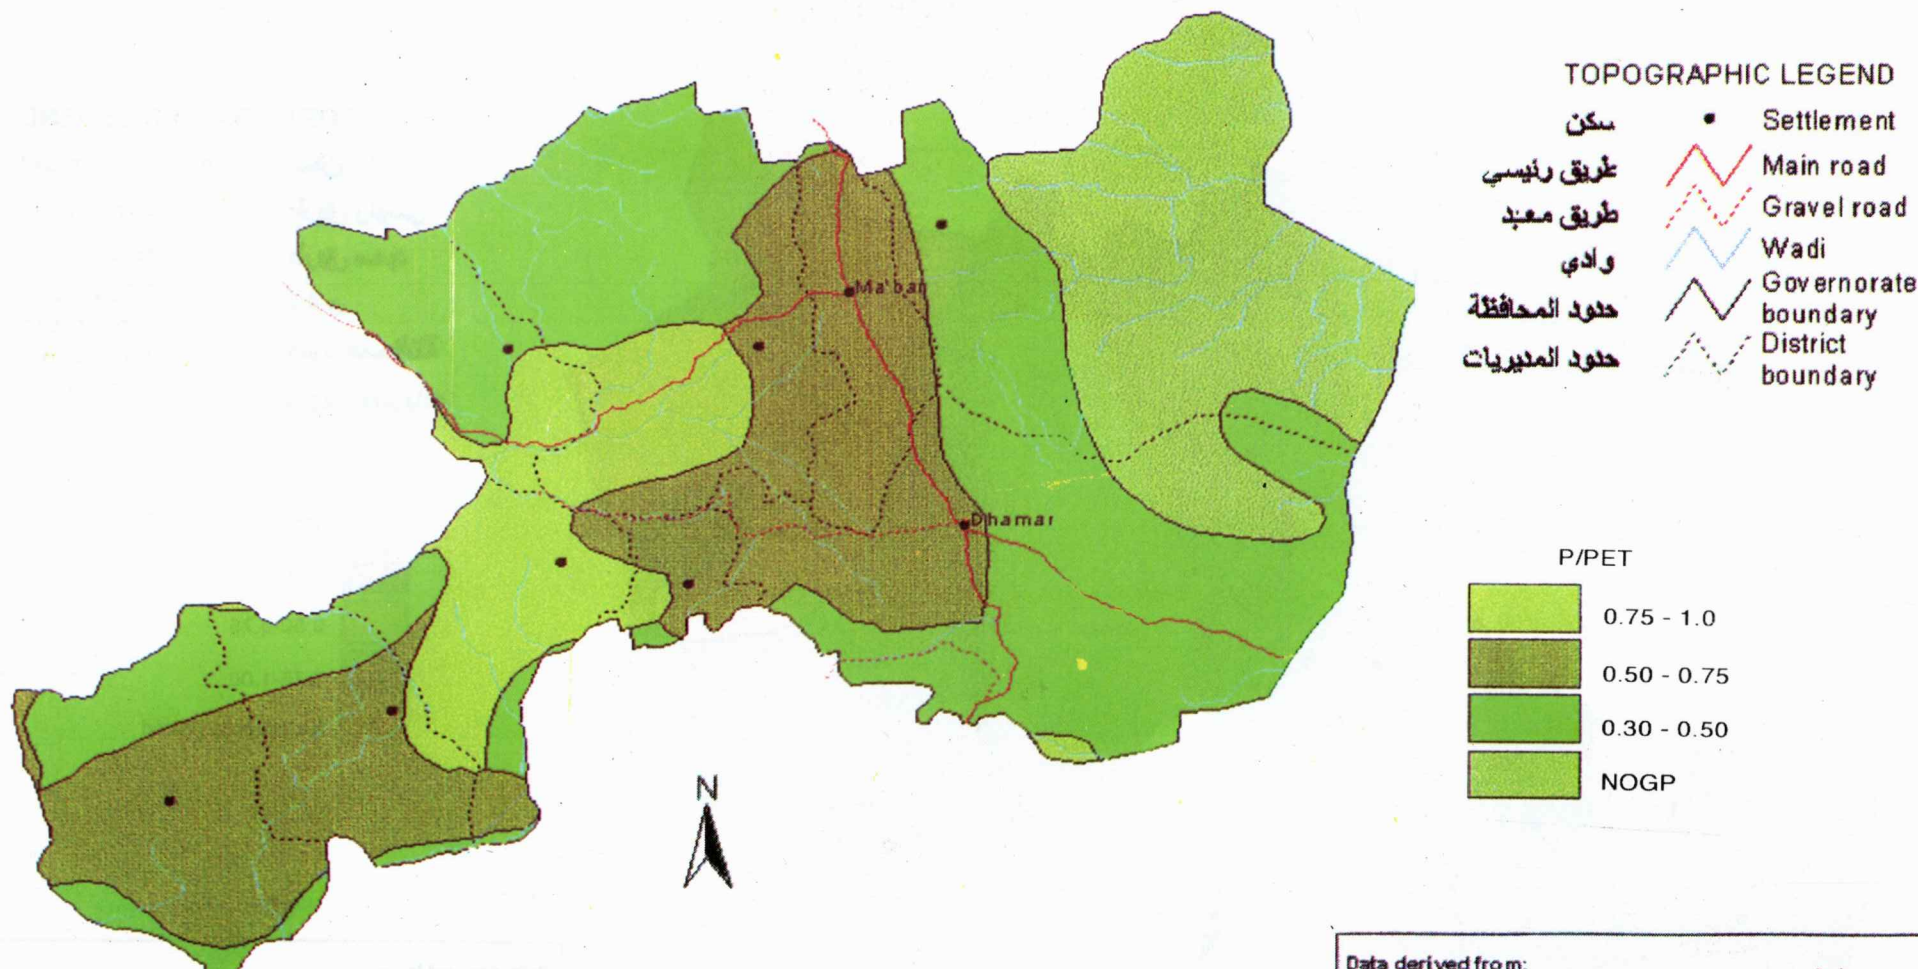 TOPOGRAPHIC LEGEND
سكن
Settlement
طريق رئيسي
Main road
طريق معبد
Gravel road
وادي
Wadi
حدود المحافظة
Governorate
boundary
حدود المديريات
District
boundary
Ma'bar
Dhamar
P/PET
0.75 - 1.0
0.50 - 0.75
0.30 - 0.50
NOGP
N
Data derived from: